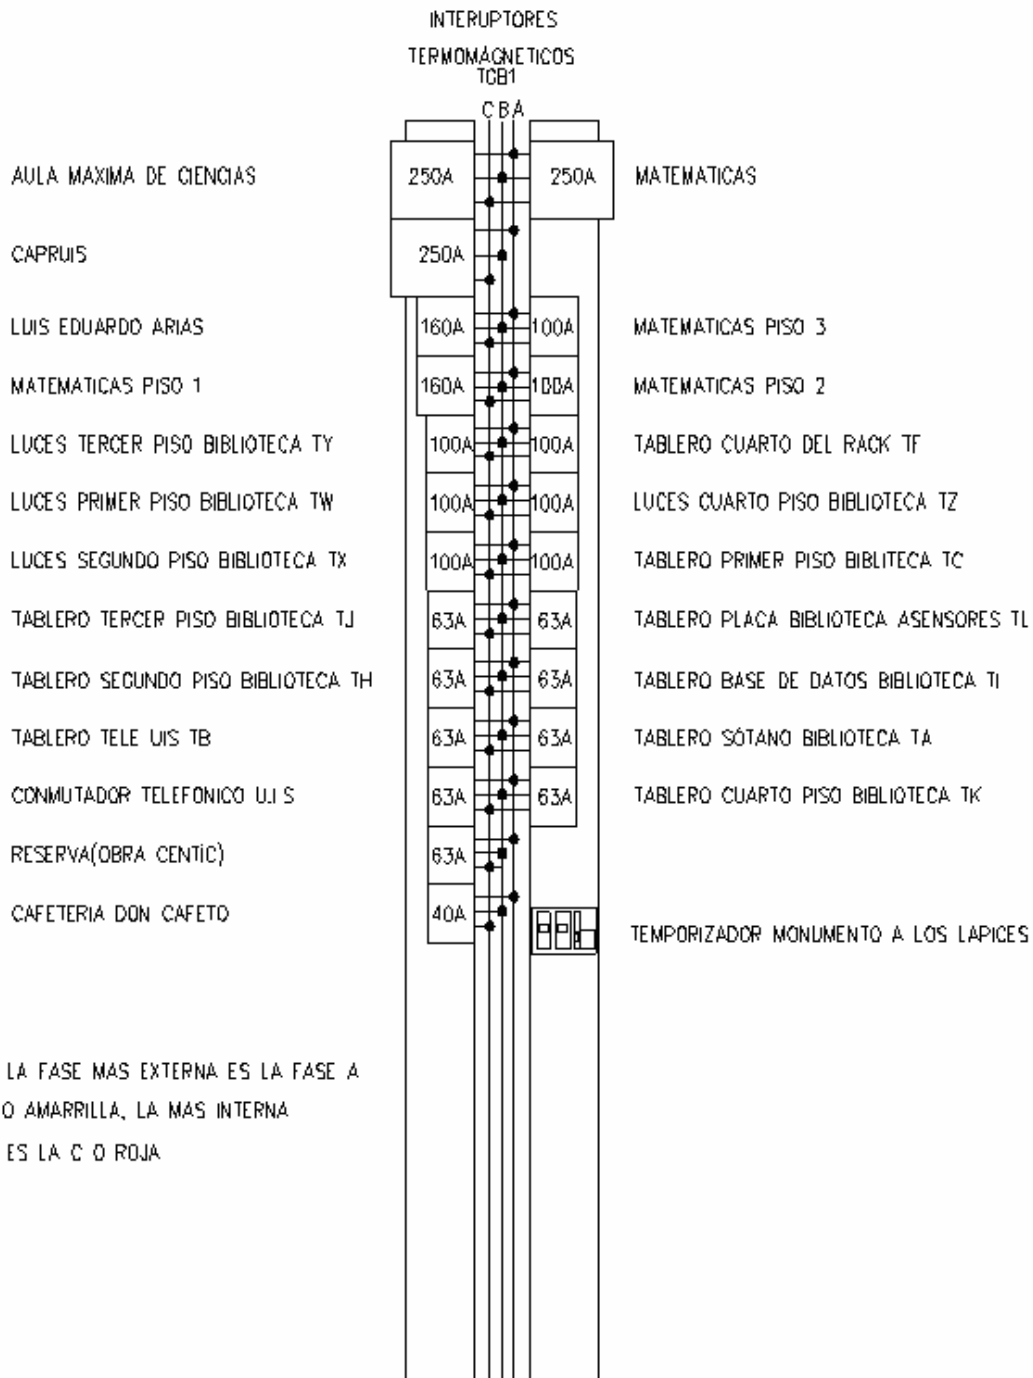 INTERUPTORES
TERMOMAGNETICOS
TCB1
C B A
AULA MAXIMA DE CIENCIAS 250A 250A MATEMATICAS
CAPRUIS 250A
LUIS EDUARDO ARIAS 160A 100A MATEMATICAS PISO 3
MATEMATICAS PISO 1 160A 100A MATEMATICAS PISO 2
LUCES TERCER PISO BIBLIOTECA TY 100A 100A TABLERO CUARTO DEL RACK TF
LUCES PRIMER PISO BIBLIOTECA TW 100A 100A LUCES CUARTO PISO BIBLIOTECA TZ
LUCES SEGUNDO PISO BIBLIOTECA TX 100A 100A TABLERO PRIMER PISO BIBLITECA TC
TABLERO TERCER PISO BIBLIOTECA TJ 63A 63A TABLERO PLACA BIBLIOTECA ASENSORES TL
TABLERO SEGUNDO PISO BIBLIOTECA TH 63A 63A TABLERO BASE DE DATOS BIBLIOTECA TI
TABLERO TELE UIS TB 63A 63A TABLERO SÓTANO BIBLIOTECA TA
CONMUTADOR TELEFONICO U.I S 63A 63A TABLERO CUARTO PISO BIBLIOTECA TK
RESERVA(OBRA CENTIC) 63A
CAFETERIA DON CAFETO 40A
TEMPORIZADOR MONUMENTO A LOS LAPICES
LA FASE MAS EXTERNA ES LA FASE A
O AMARRILLA, LA MAS INTERNA
ES LA C O ROJA